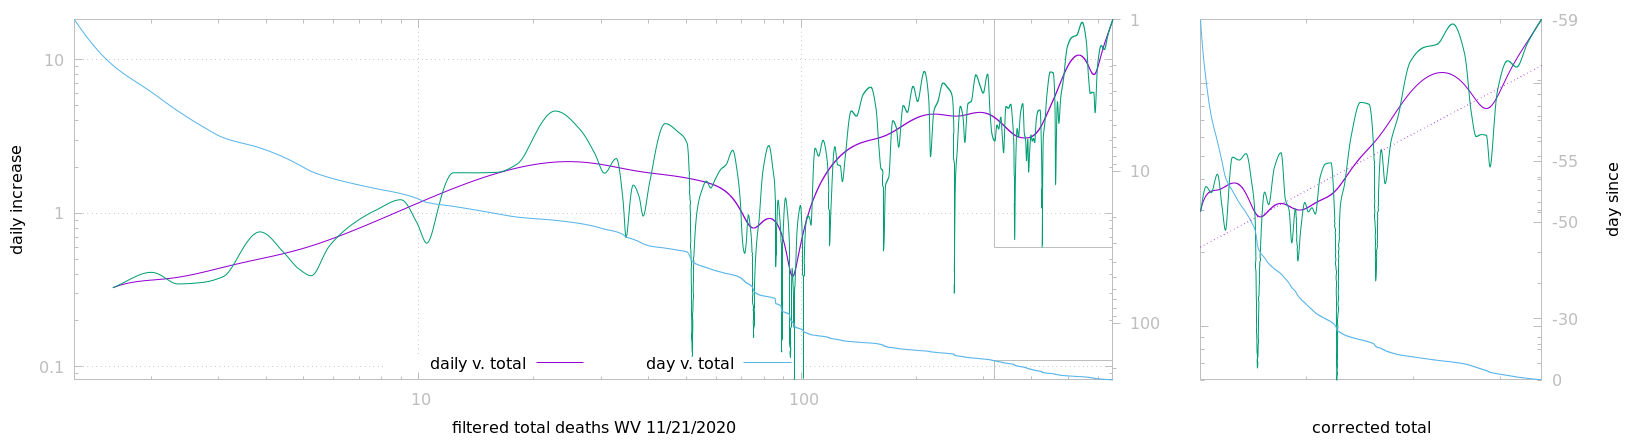 10
1
0.1
daily increase
daily v. total
day v. total
10
100
filtered total deaths WV 11/21/2020
1
10
100
-59
-55
-50
-30
0
day since
corrected total